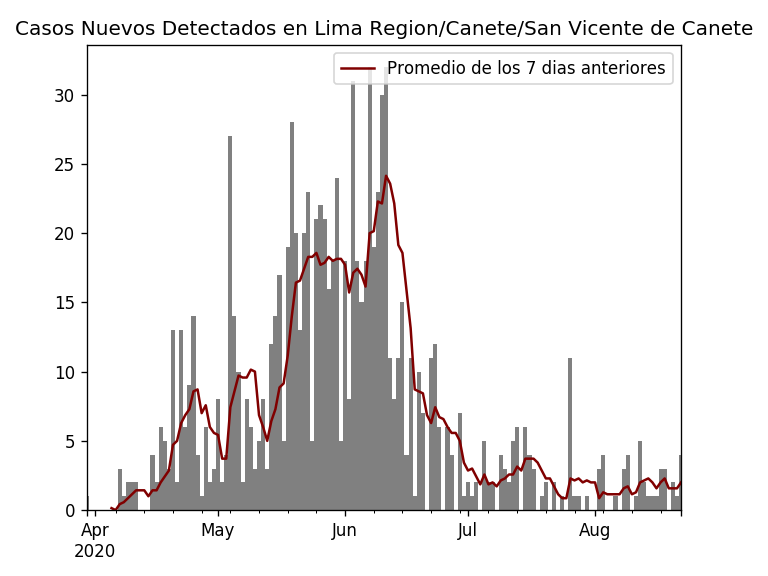 Casos Nuevos Detectados en Lima Region/Canete/San Vicente de Canete
Promedio de los 7 dias anteriores
30
25
20
15
10
5
0
Apr May Jun Jul Aug
2020